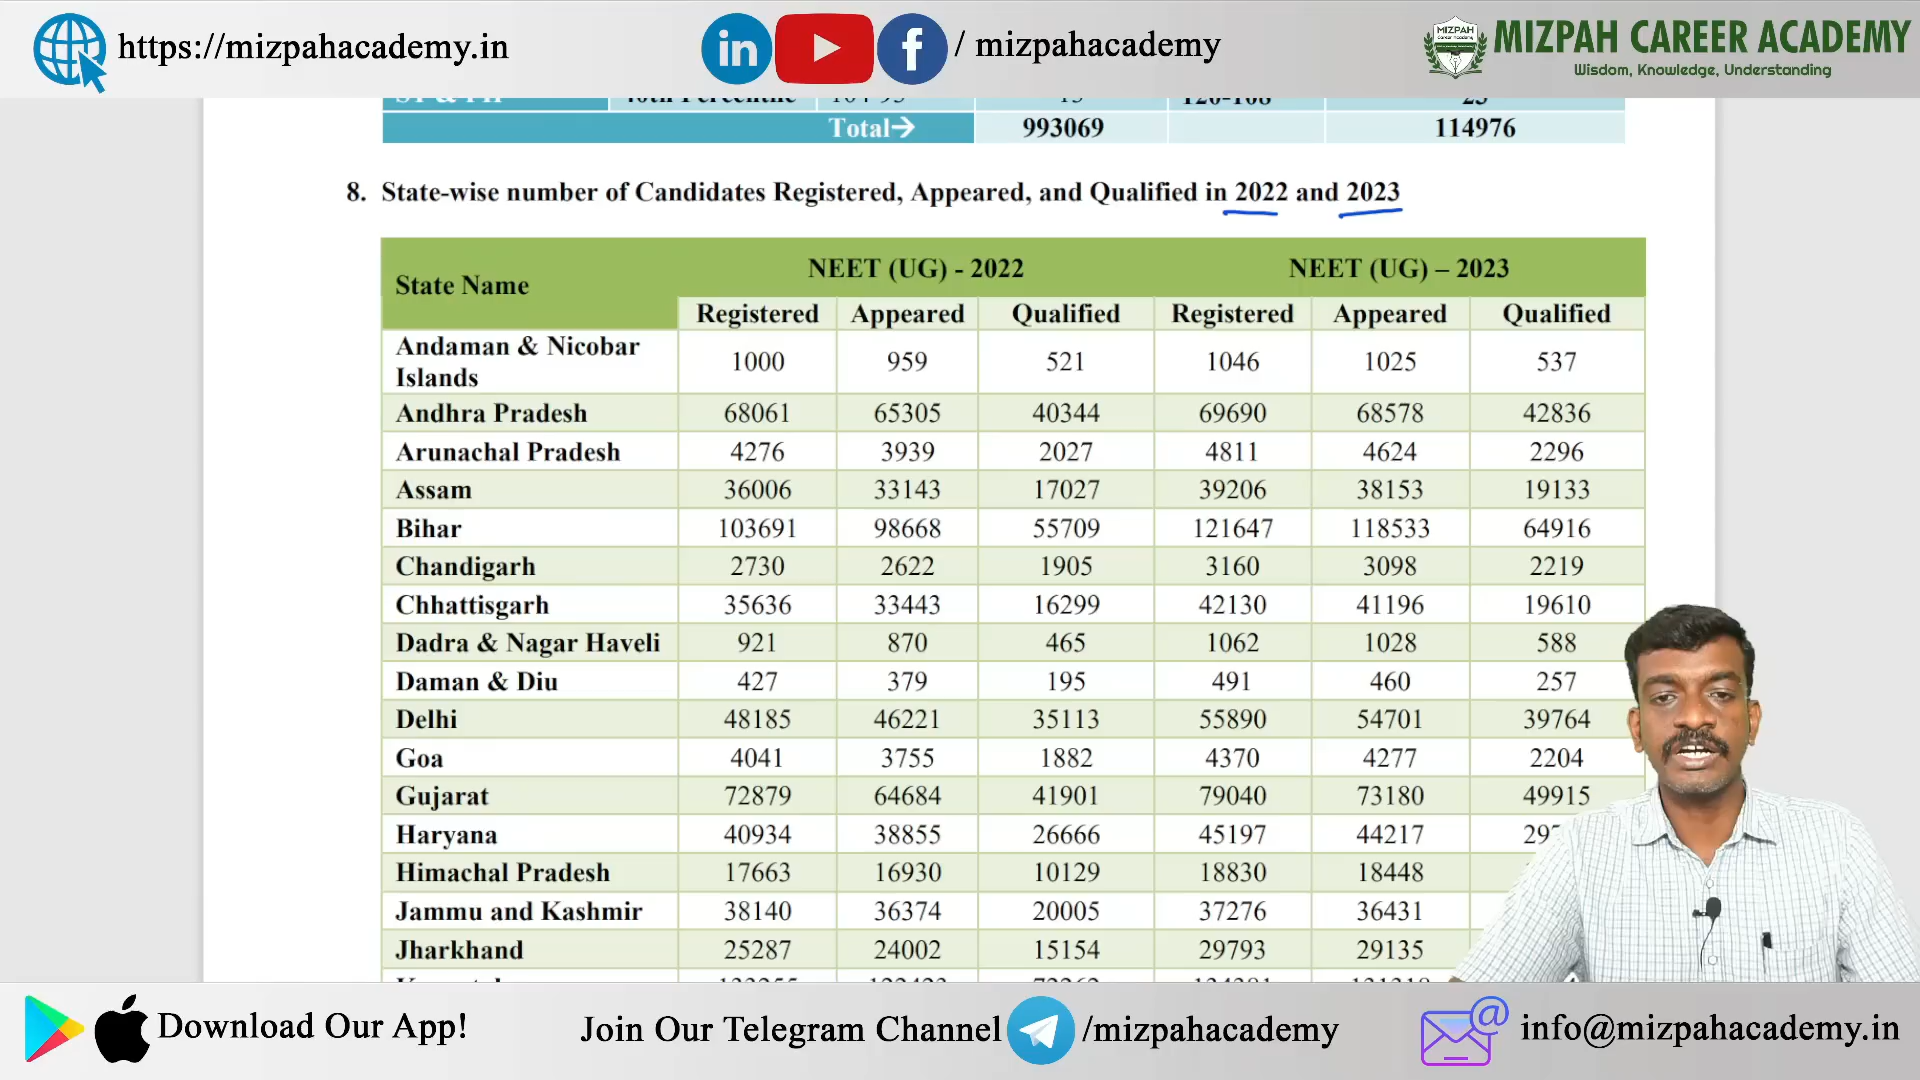 https://mizpahacademy.in
/ mizpahacademy
MIZPAH CAREER ACADEMY
Wisdom, Knowledge, Understanding
MIZPAH
Total→ 993069 114976
8. State-wise number of Candidates Registered, Appeared, and Qualified in 2022 and 2023
State Name NEET (UG) - 2022 NEET (UG) – 2023
Registered Appeared Qualified Registered Appeared Qualified
Andaman & Nicobar
Islands 1000 959 521 1046 1025 537
Andhra Pradesh 68061 65305 40344 69690 68578 42836
Arunachal Pradesh 4276 3939 2027 4811 4624 2296
Assam 36006 33143 17027 39206 38153 19133
Bihar 103691 98668 55709 121647 118533 64916
Chandigarh 2730 2622 1905 3160 3098 2219
Chhattisgarh 35636 33443 16299 42130 41196 19610
Dadra & Nagar Haveli 921 870 465 1062 1028 588
Daman & Diu 427 379 195 491 460 257
Delhi 48185 46221 35113 55890 54701 39764
Goa 4041 3755 1882 4370 4277 2204
Gujarat 72879 64684 41901 79040 73180 49915
Haryana 40934 38855 26666 45197 44217
Himachal Pradesh 17663 16930 10129 18830 18448
Jammu and Kashmir 38140 36374 20005 37276 36431
Jharkhand 25287 24002 15154 29793 29135
Download Our App!
Join Our Telegram Channel /mizpahacademy
info@mizpahacademy.in